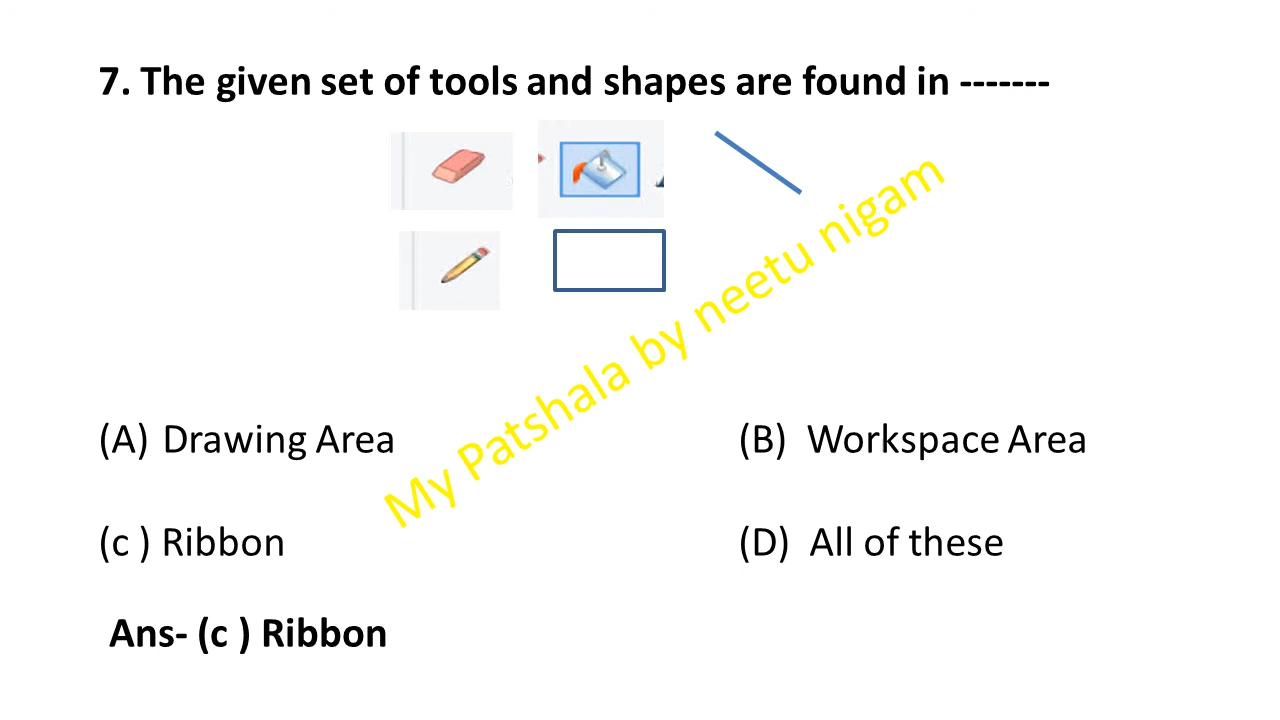 7. The given set of tools and shapes are found in -------
My Patshala by neetu nigam
(A) Drawing Area
(B) Workspace Area
(c ) Ribbon
(D) All of these
Ans- (c ) Ribbon